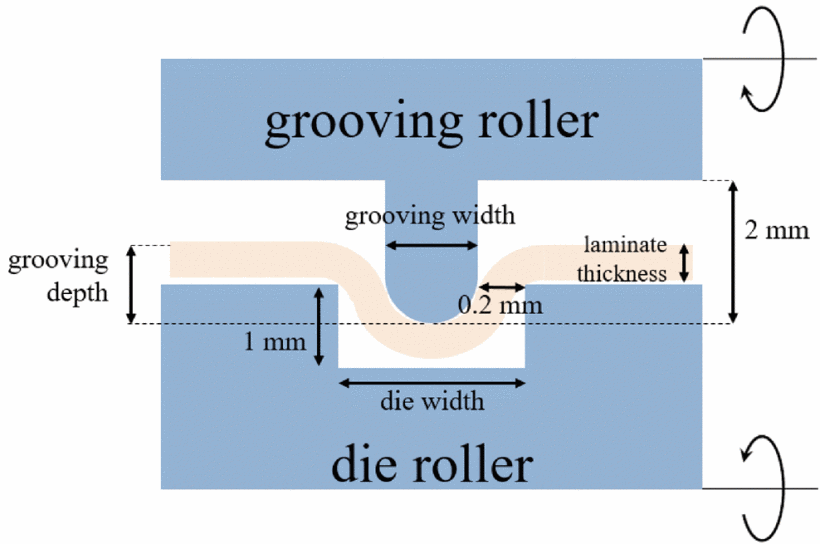 grooving roller
grooving width
2 mm
laminate
thickness
grooving
depth
0.2 mm
1 mm
die width
die roller